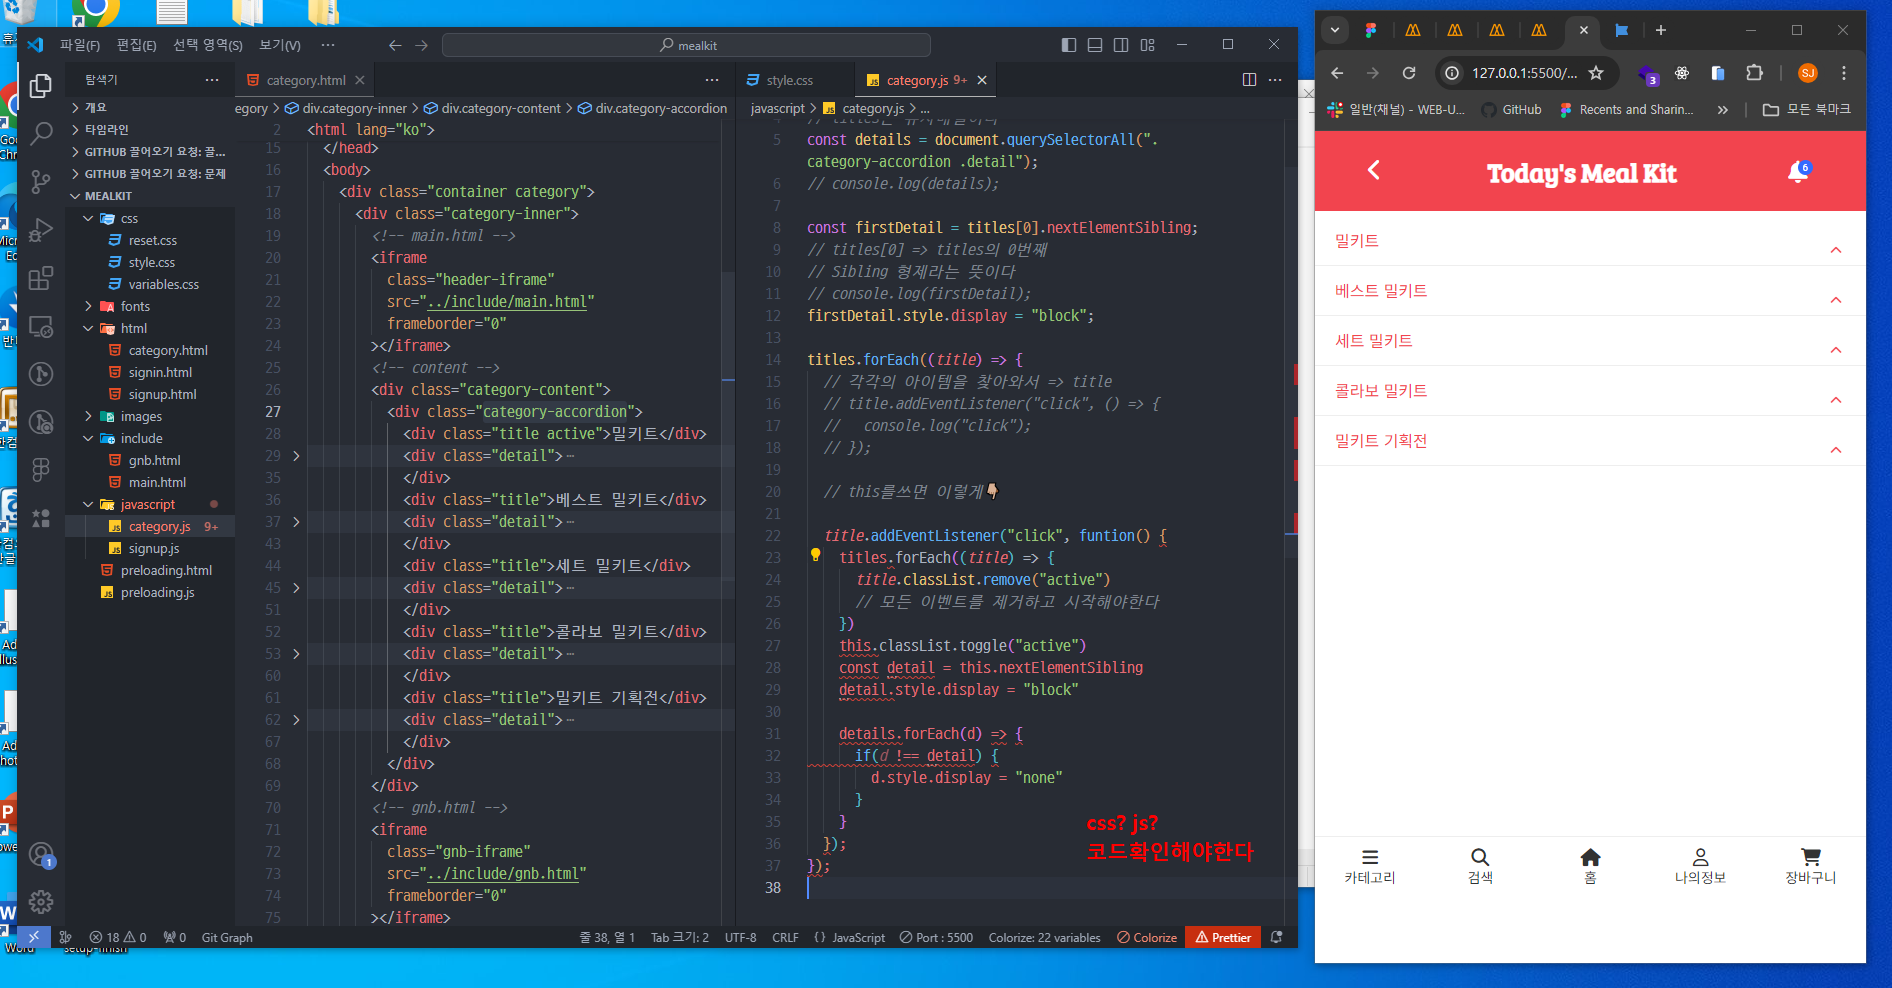 파일(F) 편집(E) 선택 영역(S) 보기(V) ··· mealkit
탐색기 ···
개요
타임라인
GITHUB 끌어오기 요청: 끌...
GITHUB 끌어오기 요청: 문제
MEALKIT
css
reset.css
style.css
variables.css
fonts
html
category.html
signin.html
signup.html
images
include
gnb.html
main.html
javascript
category.js 9+
signup.js
preloading.html
preloading.js
category.html
egory > div.category-inner > div.category-content > div.category-accordion
2 <html lang="ko">
15 </head>
16 <body>
17 <div class="container category">
18 <div class="category-inner">
19 <!-- main.html -->
20 <iframe
21 class="header-iframe"
22 src="../include/main.html"
23 frameborder="0"
24 ></iframe>
25 <!-- content -->
26 <div class="category-content">
27 <div class="category-accordion">
28 <div class="title active">밀키트</div>
29 <div class="detail">···
35 </div>
36 <div class="title">베스트 밀키트</div>
37 <div class="detail">···
43 </div>
44 <div class="title">세트 밀키트</div>
45 <div class="detail">···
51 </div>
52 <div class="title">콜라보 밀키트</div>
53 <div class="detail">···
60 </div>
61 <div class="title">밀키트 기획전</div>
62 <div class="detail">···
67 </div>
68 </div>
69 </div>
70 <!-- gnb.html -->
71 <iframe
72 class="gnb-iframe"
73 src="../include/gnb.html"
74 frameborder="0"
75 ></iframe>
style.css category.js 9+
javascript > category.js > ...
5 const details = document.querySelectorAll(".
category-accordion .detail");
6 // console.log(details);
7
8 const firstDetail = titles[0].nextElementSibling;
9 // titles[0] => titles의 0번째
10 // Sibling 형제라는 뜻이다
11 // console.log(firstDetail);
12 firstDetail.style.display = "block";
13
14 titles.forEach((title) => {
15 // 각각의 아이템을 찾아와서 => title
16 // title.addEventListener("click", () => {
17 // console.log("click");
18 // });
19
20 // this를쓰면 이렇게👇🏼
21
22 title.addEventListener("click", funtion() {
23 titles.forEach((title) => {
24 title.classList.remove("active")
25 // 모든 이벤트를 제거하고 시작해야한다
26 })
27 this.classList.toggle("active")
28 const detail = this.nextElementSibling
29 detail.style.display = "block"
30
31 details.forEach(d) => {
32 if(d !== detail) {
33 d.style.display = "none"
34 }
35 }
36 });
37 });
38
css? js?
코드확인해야한다
18 0 0 Git Graph 줄 38, 열 1 Tab 크기: 2 UTF-8 CRLF {} JavaScript Port : 5500 Colorize: 22 variables Colorize Prettier
127.0.0.1:5500/... 3 SJ
일반(채널) - WEB-U... GitHub Recents and Sharin... » 모든 북마크
Today's Meal Kit 6
밀키트
베스트 밀키트
세트 밀키트
콜라보 밀키트
밀키트 기획전
카테고리 검색 홈 나의정보 장바구니
1
Word setup-finish